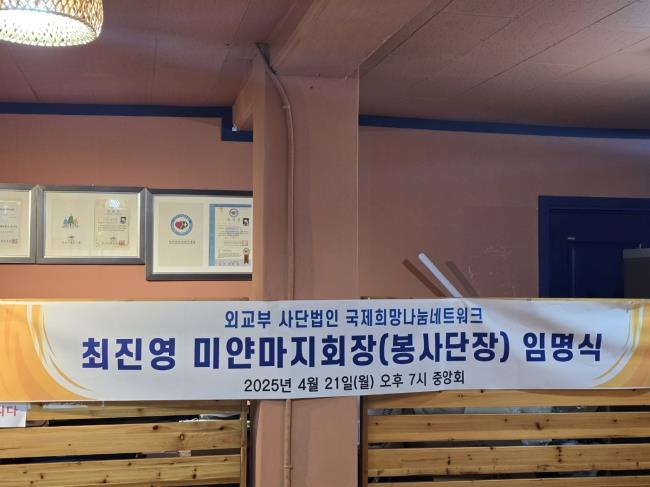 외교부 사단법인 국제희망나눔네트워크
최진영 미얀마지회장(봉사단장) 임명식
2025년 4월 21일(월) 오후 7시 중앙회